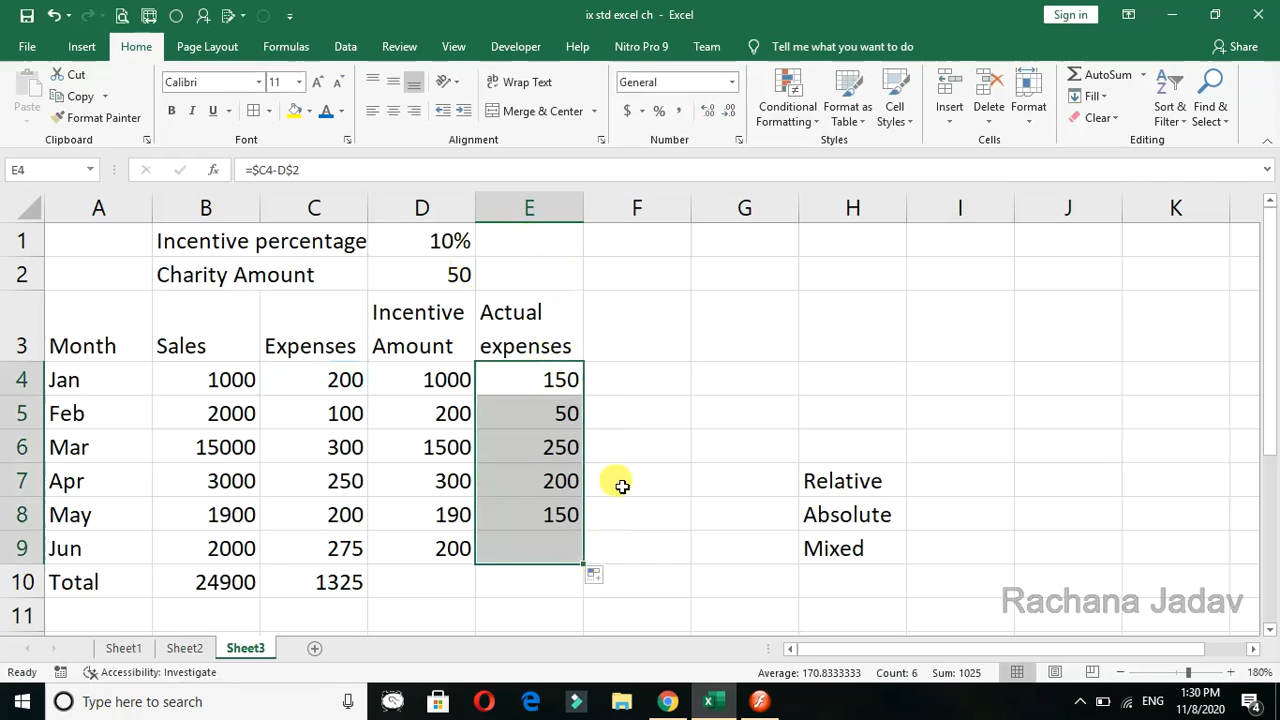 ix std excel ch - Excel
Sign in
File Insert Home Page Layout Formulas Data Review View Developer Help Nitro Pro 9 Team Tell me what you want to do Share
Paste
Cut
Copy
Format Painter
Clipboard
Calibri 11
B I U
Font
Wrap Text
Merge & Center
Alignment
General
$ % ,
Number
Conditional Formatting
Format as Table
Cell Styles
Styles
Insert Delete Format
Cells
AutoSum
Fill
Clear
Sort & Filter
Find & Select
Editing
E4 fx =$C4-D$2
A B C D E F G H I J K
1 Incentive percentage 10%
2 Charity Amount 50
3 Month Sales Expenses Incentive Amount Actual expenses
4 Jan 1000 200 1000 150
5 Feb 2000 100 200 50
6 Mar 15000 300 1500 250
7 Apr 3000 250 300 200 Relative
8 May 1900 200 190 150 Absolute
9 Jun 2000 275 200 Mixed
10 Total 24900 1325
11
Rachana Jadav
Sheet1 Sheet2 Sheet3
Ready Accessibility: Investigate Average: 170.8333333 Count: 6 Sum: 1025 180%
Type here to search
ENG
1:30 PM
11/8/2020
4